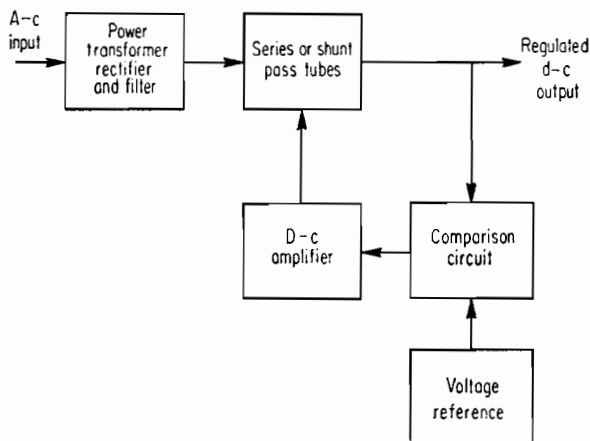 A-c
input
Power
transformer
rectifier
and filter
Series or shunt
pass tubes
Regulated
d-c
output
D-c
amplifier
Comparison
circuit
Voltage
reference